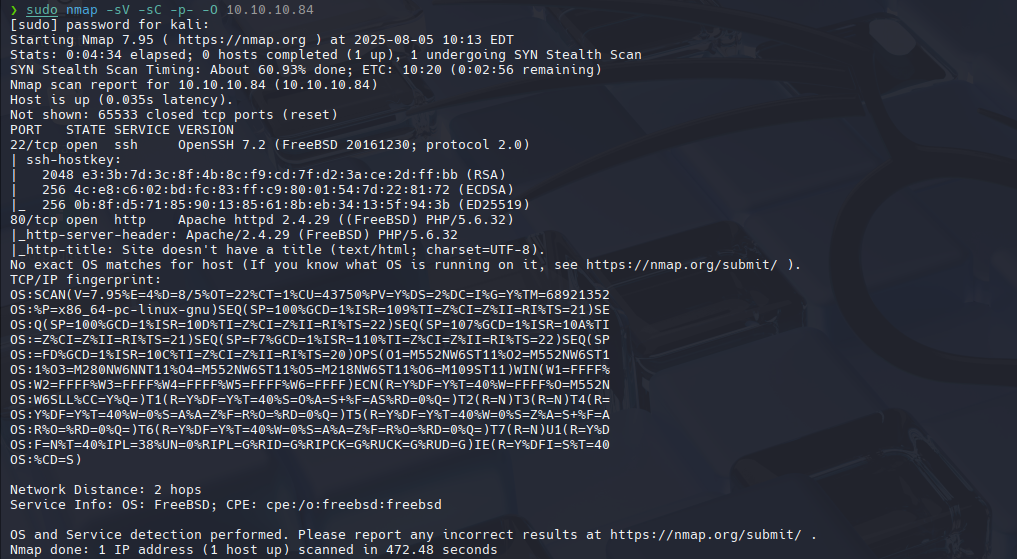 ❯ sudo nmap -sV -sC -p- -O 10.10.10.84
[sudo] password for kali:
Starting Nmap 7.95 ( https://nmap.org ) at 2025-08-05 10:13 EDT
Stats: 0:04:34 elapsed; 0 hosts completed (1 up), 1 undergoing SYN Stealth Scan
SYN Stealth Scan Timing: About 60.93% done; ETC: 10:20 (0:02:56 remaining)
Nmap scan report for 10.10.10.84 (10.10.10.84)
Host is up (0.035s latency).
Not shown: 65533 closed tcp ports (reset)
PORT   STATE SERVICE VERSION
22/tcp open  ssh     OpenSSH 7.2 (FreeBSD 20161230; protocol 2.0)
| ssh-hostkey:
|   2048 e3:3b:7d:3c:8f:4b:8c:f9:cd:7f:d2:3a:ce:2d:ff:bb (RSA)
|   256 4c:e8:c6:02:bd:fc:83:ff:c9:80:01:54:7d:22:81:72 (ECDSA)
|_  256 0b:8f:d5:71:85:90:13:85:61:8b:eb:34:13:5f:94:3b (ED25519)
80/tcp open  http    Apache httpd 2.4.29 ((FreeBSD) PHP/5.6.32)
|_http-server-header: Apache/2.4.29 (FreeBSD) PHP/5.6.32
|_http-title: Site doesn't have a title (text/html; charset=UTF-8).
No exact OS matches for host (If you know what OS is running on it, see https://nmap.org/submit/ ).
TCP/IP fingerprint:
OS:SCAN(V=7.95%E=4%D=8/5%OT=22%CT=1%CU=43750%PV=Y%DS=2%DC=I%G=Y%TM=68921352
OS:%P=x86_64-pc-linux-gnu)SEQ(SP=100%GCD=1%ISR=109%TI=Z%CI=Z%II=RI%TS=21)SE
OS:Q(SP=100%GCD=1%ISR=10D%TI=Z%CI=Z%II=RI%TS=22)SEQ(SP=107%GCD=1%ISR=10A%TI
OS:=Z%CI=Z%II=RI%TS=21)SEQ(SP=F7%GCD=1%ISR=110%TI=Z%CI=Z%II=RI%TS=22)SEQ(SP
OS:=FD%GCD=1%ISR=10C%TI=Z%CI=Z%II=RI%TS=20)OPS(O1=M552NW6ST11%O2=M552NW6ST1
OS:1%O3=M280NW6NNT11%O4=M552NW6ST11%O5=M218NW6ST11%O6=M109ST11)WIN(W1=FFFF%
OS:W2=FFFF%W3=FFFF%W4=FFFF%W5=FFFF%W6=FFFF)ECN(R=Y%DF=Y%T=40%W=FFFF%O=M552N
OS:W6SLL%CC=Y%Q=)T1(R=Y%DF=Y%T=40%S=O%A=S+%F=AS%RD=0%Q=)T2(R=N)T3(R=N)T4(R=
OS:Y%DF=Y%T=40%W=0%S=A%A=Z%F=R%O=%RD=0%Q=)T5(R=Y%DF=Y%T=40%W=0%S=Z%A=S+%F=A
OS:R%O=%RD=0%Q=)T6(R=Y%DF=Y%T=40%W=0%S=A%A=Z%F=R%O=%RD=0%Q=)T7(R=N)U1(R=Y%D
OS:F=N%T=40%IPL=38%UN=0%RIPL=G%RID=G%RIPCK=G%RUCK=G%RUD=G)IE(R=Y%DFI=S%T=40
OS:%CD=S)
Network Distance: 2 hops
Service Info: OS: FreeBSD; CPE: cpe:/o:freebsd:freebsd
OS and Service detection performed. Please report any incorrect results at https://nmap.org/submit/ .
Nmap done: 1 IP address (1 host up) scanned in 472.48 seconds